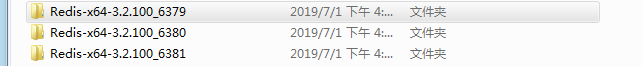 Redis-x64-3.2.100_6379 2019/7/1 下午 4:... 文件夹
Redis-x64-3.2.100_6380 2019/7/1 下午 4:... 文件夹
Redis-x64-3.2.100_6381 2019/7/1 下午 4:... 文件夹